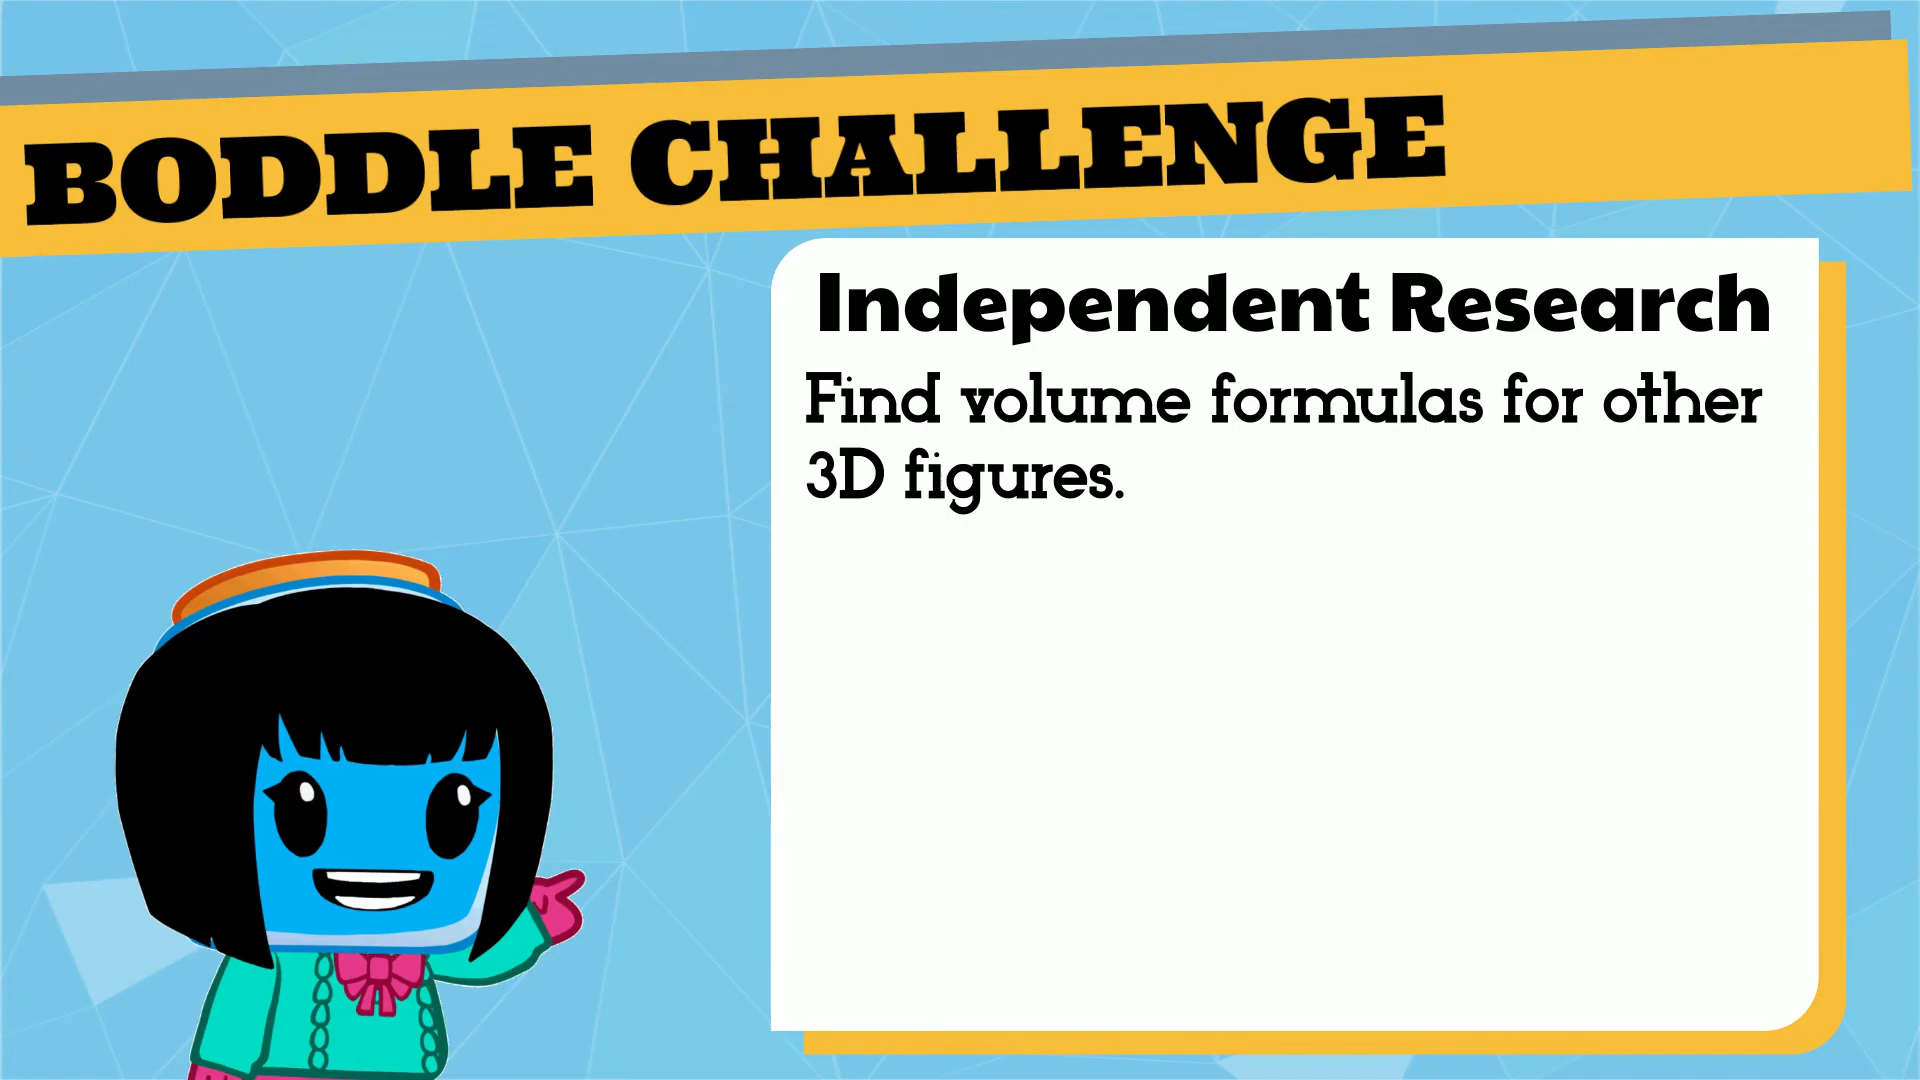 BODDLE CHALLENGE
Independent Research
Find volume formulas for other
3D figures.